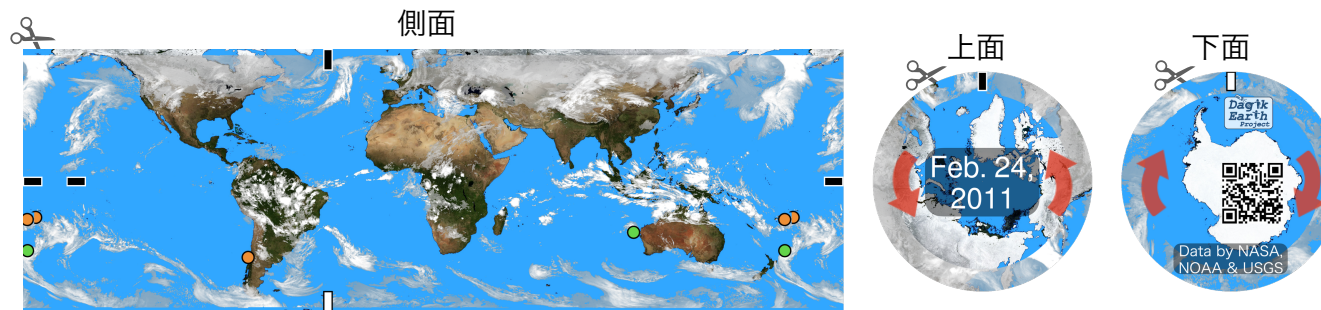 側面
上面
下面
Feb. 24,
2011
Dagik
Earth
Project
Data by NASA,
NOAA & USGS